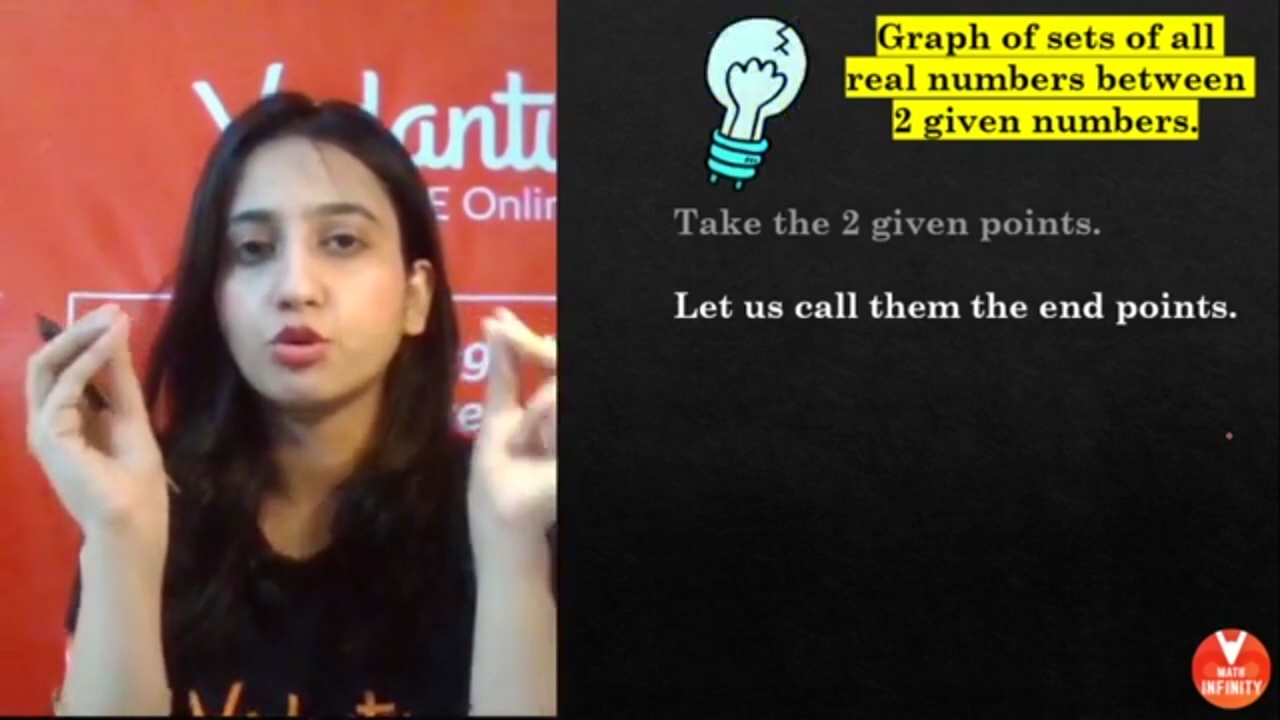 Graph of sets of all
real numbers between
2 given numbers.
Take the 2 given points.
Let us call them the end points.
E Onlin
MATH
INFINITY